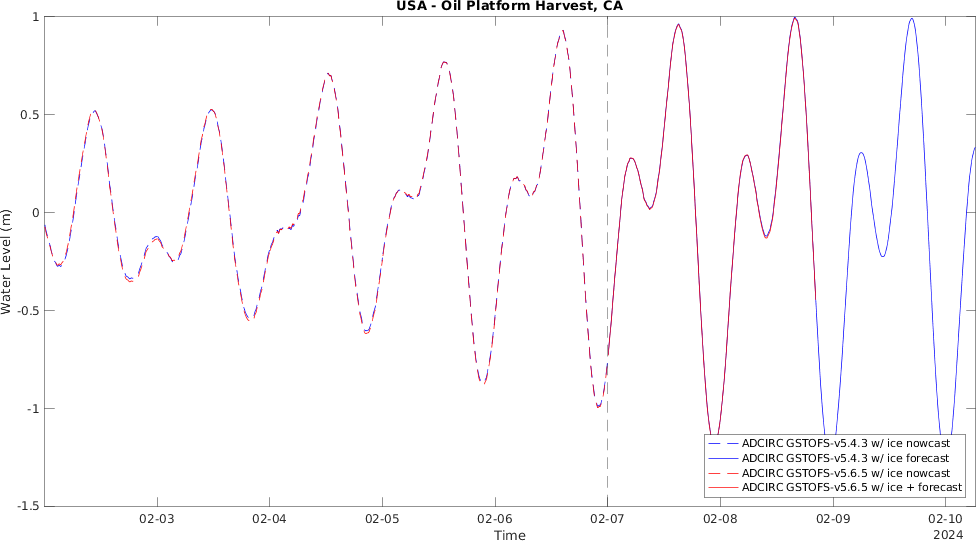 USA - Oil Platform Harvest, CA
1
0.5
0
-0.5
-1
-1.5
Water Level (m)
ADCIRC GSTOFS-v5.4.3 w/ ice nowcast
ADCIRC GSTOFS-v5.4.3 w/ ice forecast
ADCIRC GSTOFS-v5.6.5 w/ ice nowcast
ADCIRC GSTOFS-v5.6.5 w/ ice + forecast
02-03 02-04 02-05 02-06 02-07 02-08 02-09 02-10
Time 2024